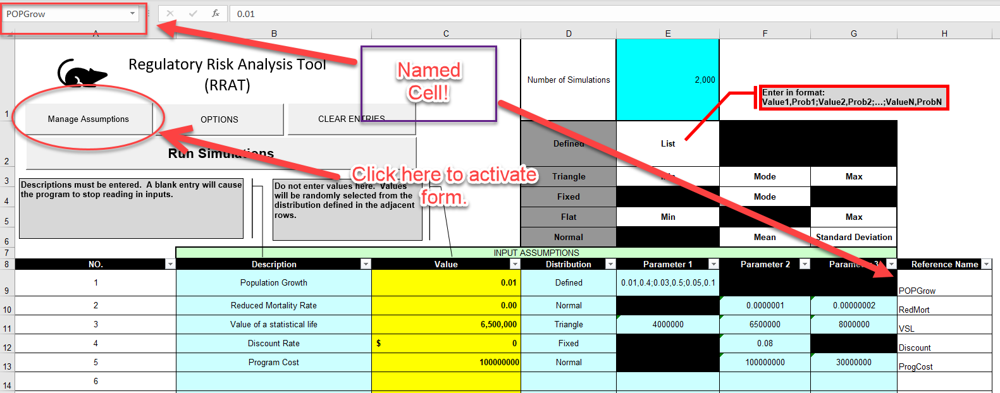 POPGrow
0.01
A B C D E F G H
Regulatory Risk Analysis Tool
(RRAT)
Named
Cell!
Number of Simulations
2,000
Enter in format:
Value1,Prob1;Value2,Prob2;...;ValueN,ProbN
1
Manage Assumptions
OPTIONS
CLEAR ENTRIES
Run Simulations
2
Defined
List
Click here to activate
form.
3
Triangle
Mode
Max
Descriptions must be entered. A blank entry will cause
the program to stop reading in inputs.
Do not enter values here. Values
will be randomly selected from the
distribution defined in the adjacent
rows.
4
Fixed
Mode
5
Flat
Min
Max
6
Normal
Mean
Standard Deviation
7
INPUT ASSUMPTIONS
8 NO. Description Value Distribution Parameter 1 Parameter 2 Parameter 3 Reference Name
9 1 Population Growth 0.01 Defined 0.01,0.4;0.03,0.5;0.05,0.1 POPGrow
10 2 Reduced Mortality Rate 0.00 Normal 0.0000001 0.00000002 RedMort
11 3 Value of a statistical life 6,500,000 Triangle 4000000 6500000 8000000 VSL
12 4 Discount Rate $ 0 Fixed 0.08 Discount
13 5 Program Cost 100000000 Normal 100000000 30000000 ProgCost
14 6